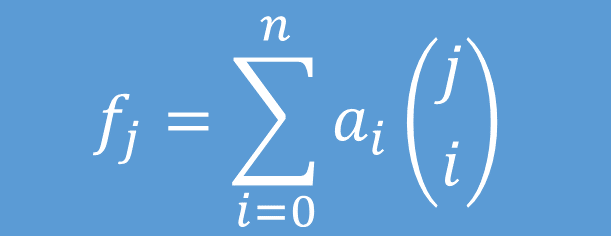 f_j = \sum_{i=0}^{n} a_i \binom{j}{i}